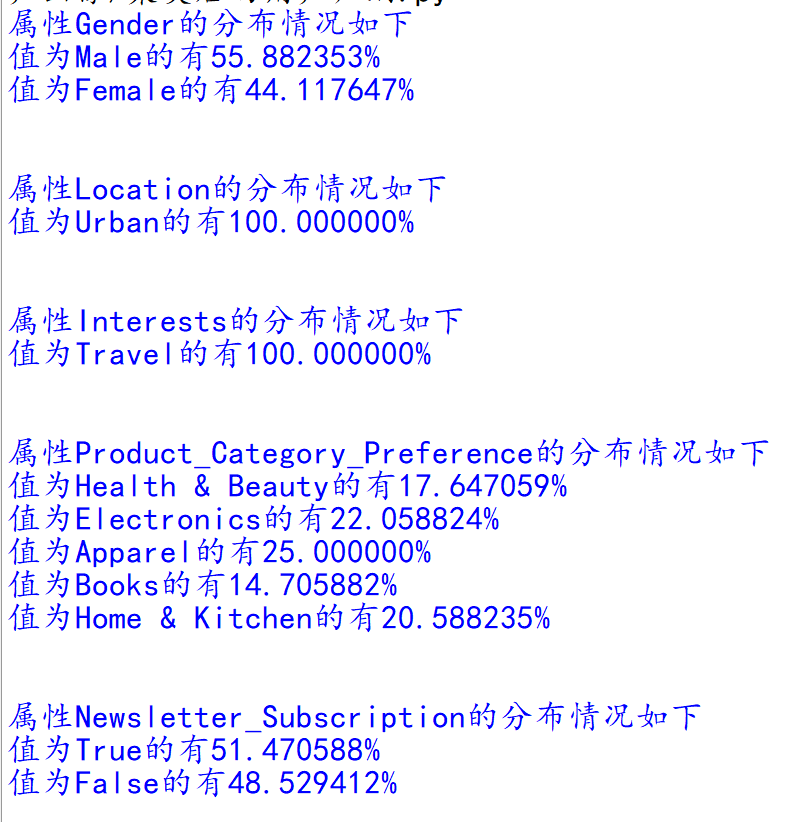 属性Gender的分布情况如下
值为Male的有55.882353%
值为Female的有44.117647%
属性Location的分布情况如下
值为Urban的有100.000000%
属性Interests的分布情况如下
值为Travel的有100.000000%
属性Product_Category_Preference的分布情况如下
值为Health & Beauty的有17.647059%
值为Electronics的有22.058824%
值为Apparel的有25.000000%
值为Books的有14.705882%
值为Home & Kitchen的有20.588235%
属性Newsletter_Subscription的分布情况如下
值为True的有51.470588%
值为False的有48.529412%